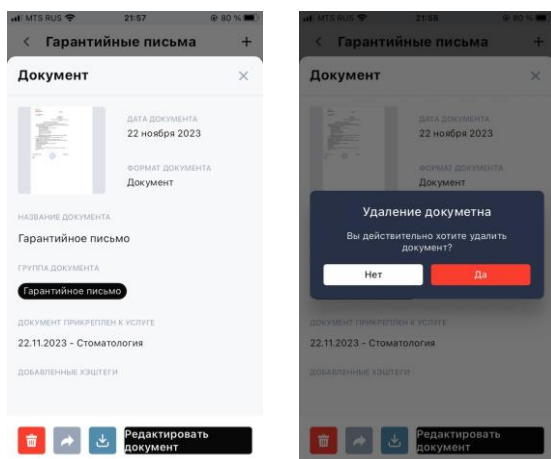 MTS RUS
21:57
80 %
Гарантийные письма
Документ
ДАТА ДОКУМЕНТА
22 ноября 2023
ФОРМАТ ДОКУМЕНТА
Документ
НАЗВАНИЕ ДОКУМЕНТА
Гарантийное письмо
ГРУППА ДОКУМЕНТА
Гарантийное письмо
ДОКУМЕНТ ПРИКРЕПЛЕН К УСЛУГЕ
22.11.2023 - Стоматология
ДОБАВЛЕННЫЕ ХЭШТЕГИ
Редактировать
документ
MTS RUS
21:58
80 %
Гарантийные письма
Документ
ДАТА ДОКУМЕНТА
22 ноября 2023
ФОРМАТ ДОКУМЕНТА
Документ
Удаление докуметна
Вы действительно хотите удалить
документ?
Нет
Да
ДОКУМЕНТ ПРИКРЕПЛЕН К УСЛУГЕ
22.11.2023 - Стоматология
ДОБАВЛЕННЫЕ ХЭШТЕГИ
Редактировать
документ